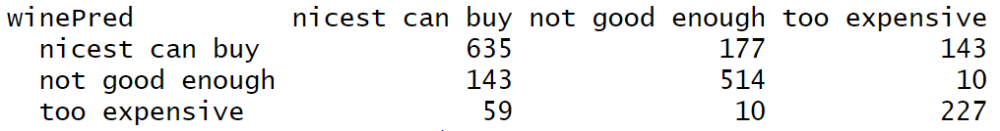 winePred nicest can buy not good enough too expensive
nicest can buy 635 177 143
not good enough 143 514 10
too expensive 59 10 227